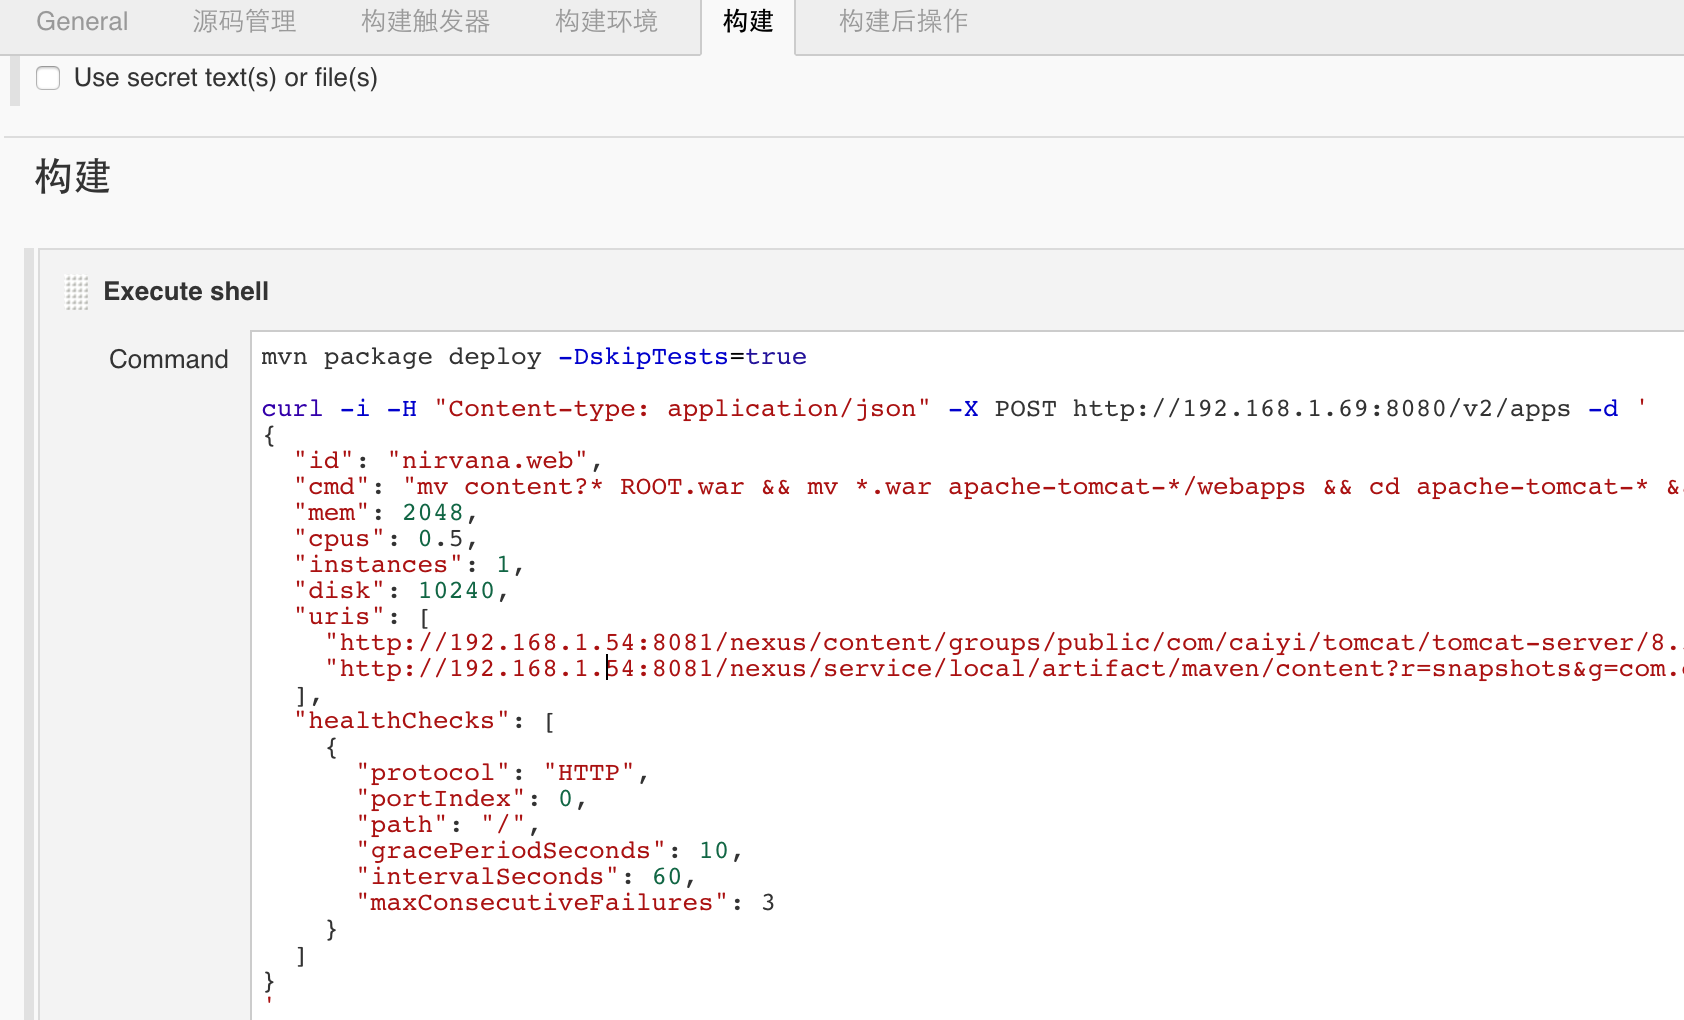 General 源码管理 构建触发器 构建环境 构建 构建后操作
Use secret text(s) or file(s)
构建
Execute shell
Command
mvn package deploy -DskipTests=true
curl -i -H "Content-type: application/json" -X POST http://192.168.1.69:8080/v2/apps -d '
{
"id": "nirvana.web",
"cmd": "mv content?* ROOT.war && mv *.war apache-tomcat-*/webapps && cd apache-tomcat-* &
"mem": 2048,
"cpus": 0.5,
"instances": 1,
"disk": 10240,
"uris": [
"http://192.168.1.54:8081/nexus/content/groups/public/com/caiyi/tomcat/tomcat-server/8.
"http://192.168.1.54:8081/nexus/service/local/artifact/maven/content?r=snapshots&g=com.
],
"healthChecks": [
{
"protocol": "HTTP",
"portIndex": 0,
"path": "/",
"gracePeriodSeconds": 10,
"intervalSeconds": 60,
"maxConsecutiveFailures": 3
}
]
}
'